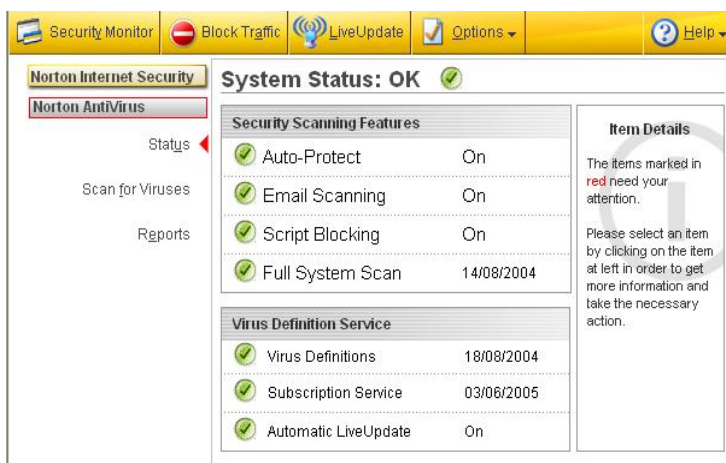 Security Monitor
Block Traffic
LiveUpdate
Options
Help
Norton Internet Security
Norton AntiVirus
Status
Scan for Viruses
Reports
System Status: OK
Security Scanning Features
Auto-Protect On
Email Scanning On
Script Blocking On
Full System Scan 14/08/2004
Virus Definition Service
Virus Definitions 18/08/2004
Subscription Service 03/06/2005
Automatic LiveUpdate On
Item Details
The items marked in
red need your
attention.
Please select an item
by clicking on the item
at left in order to get
more information and
take the necessary
action.